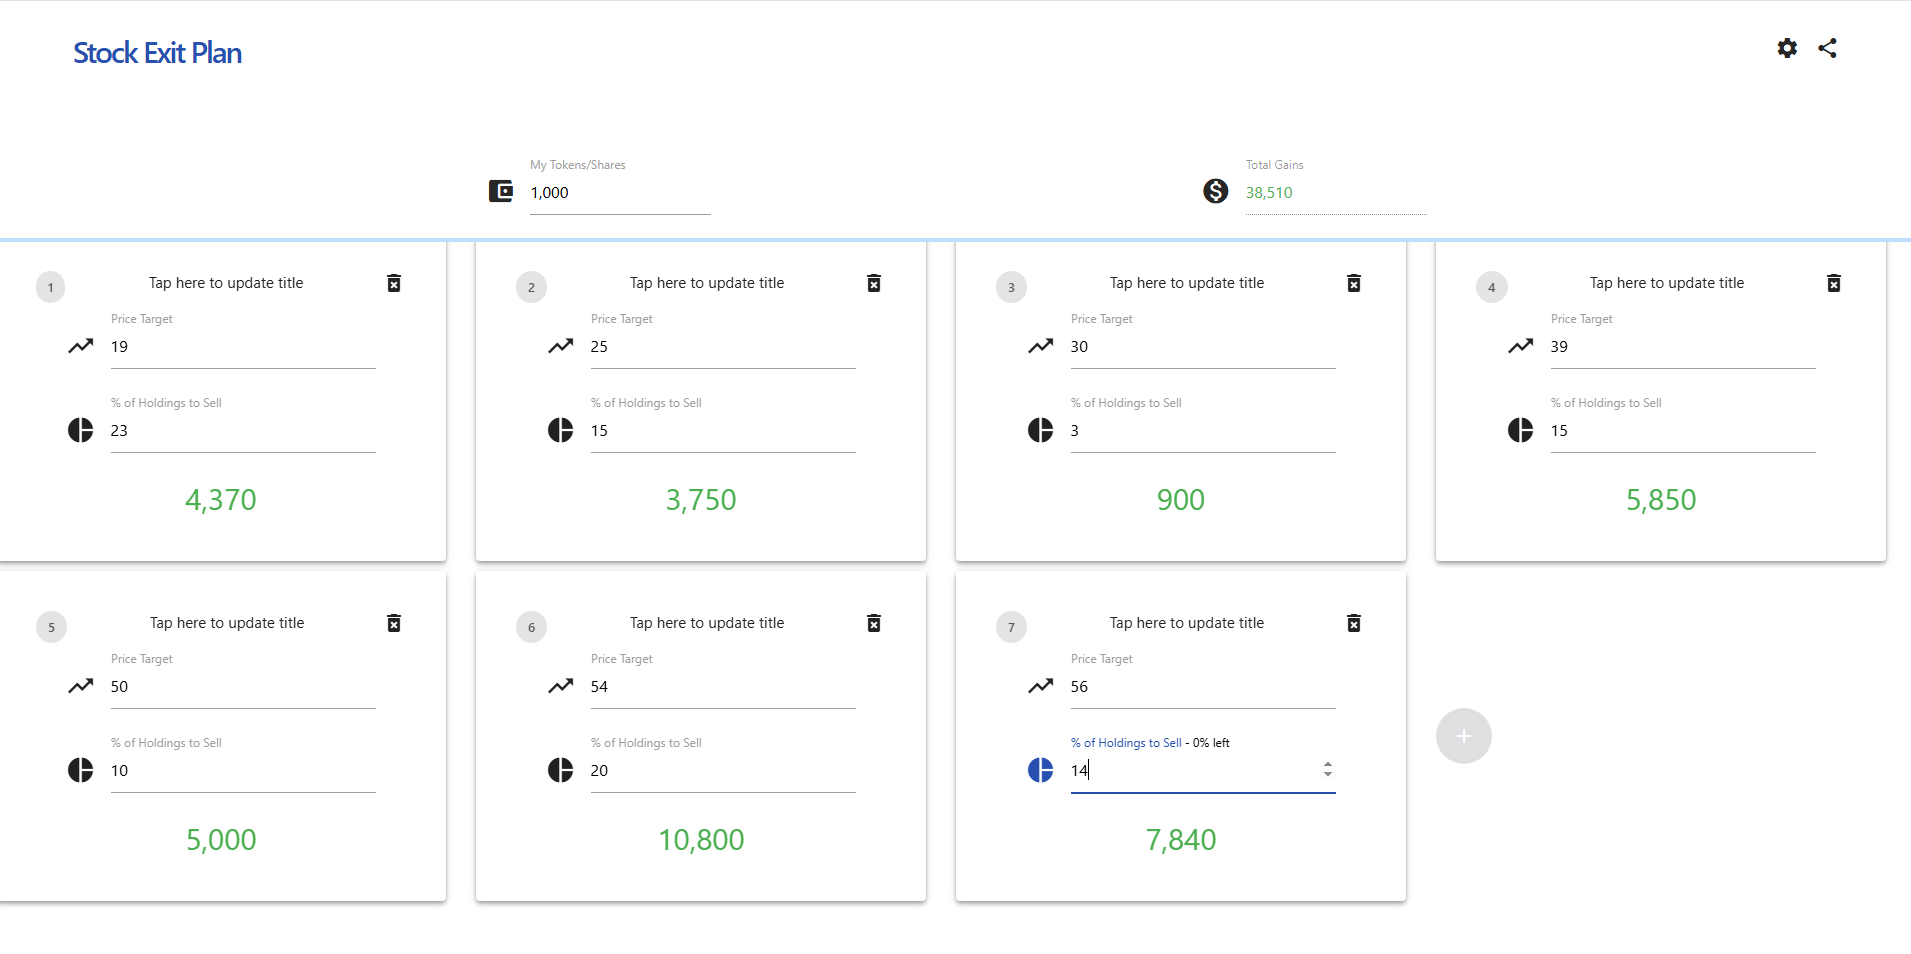 Stock Exit Plan
My Tokens/Shares
1,000
Total Gains
38,510
1
Tap here to update title
Price Target
19
% of Holdings to Sell
23
4,370
2
Tap here to update title
Price Target
25
% of Holdings to Sell
15
3,750
3
Tap here to update title
Price Target
30
% of Holdings to Sell
3
900
4
Tap here to update title
Price Target
39
% of Holdings to Sell
15
5,850
5
Tap here to update title
Price Target
50
% of Holdings to Sell
10
5,000
6
Tap here to update title
Price Target
54
% of Holdings to Sell
20
10,800
7
Tap here to update title
Price Target
56
% of Holdings to Sell - 0% left
14
7,840